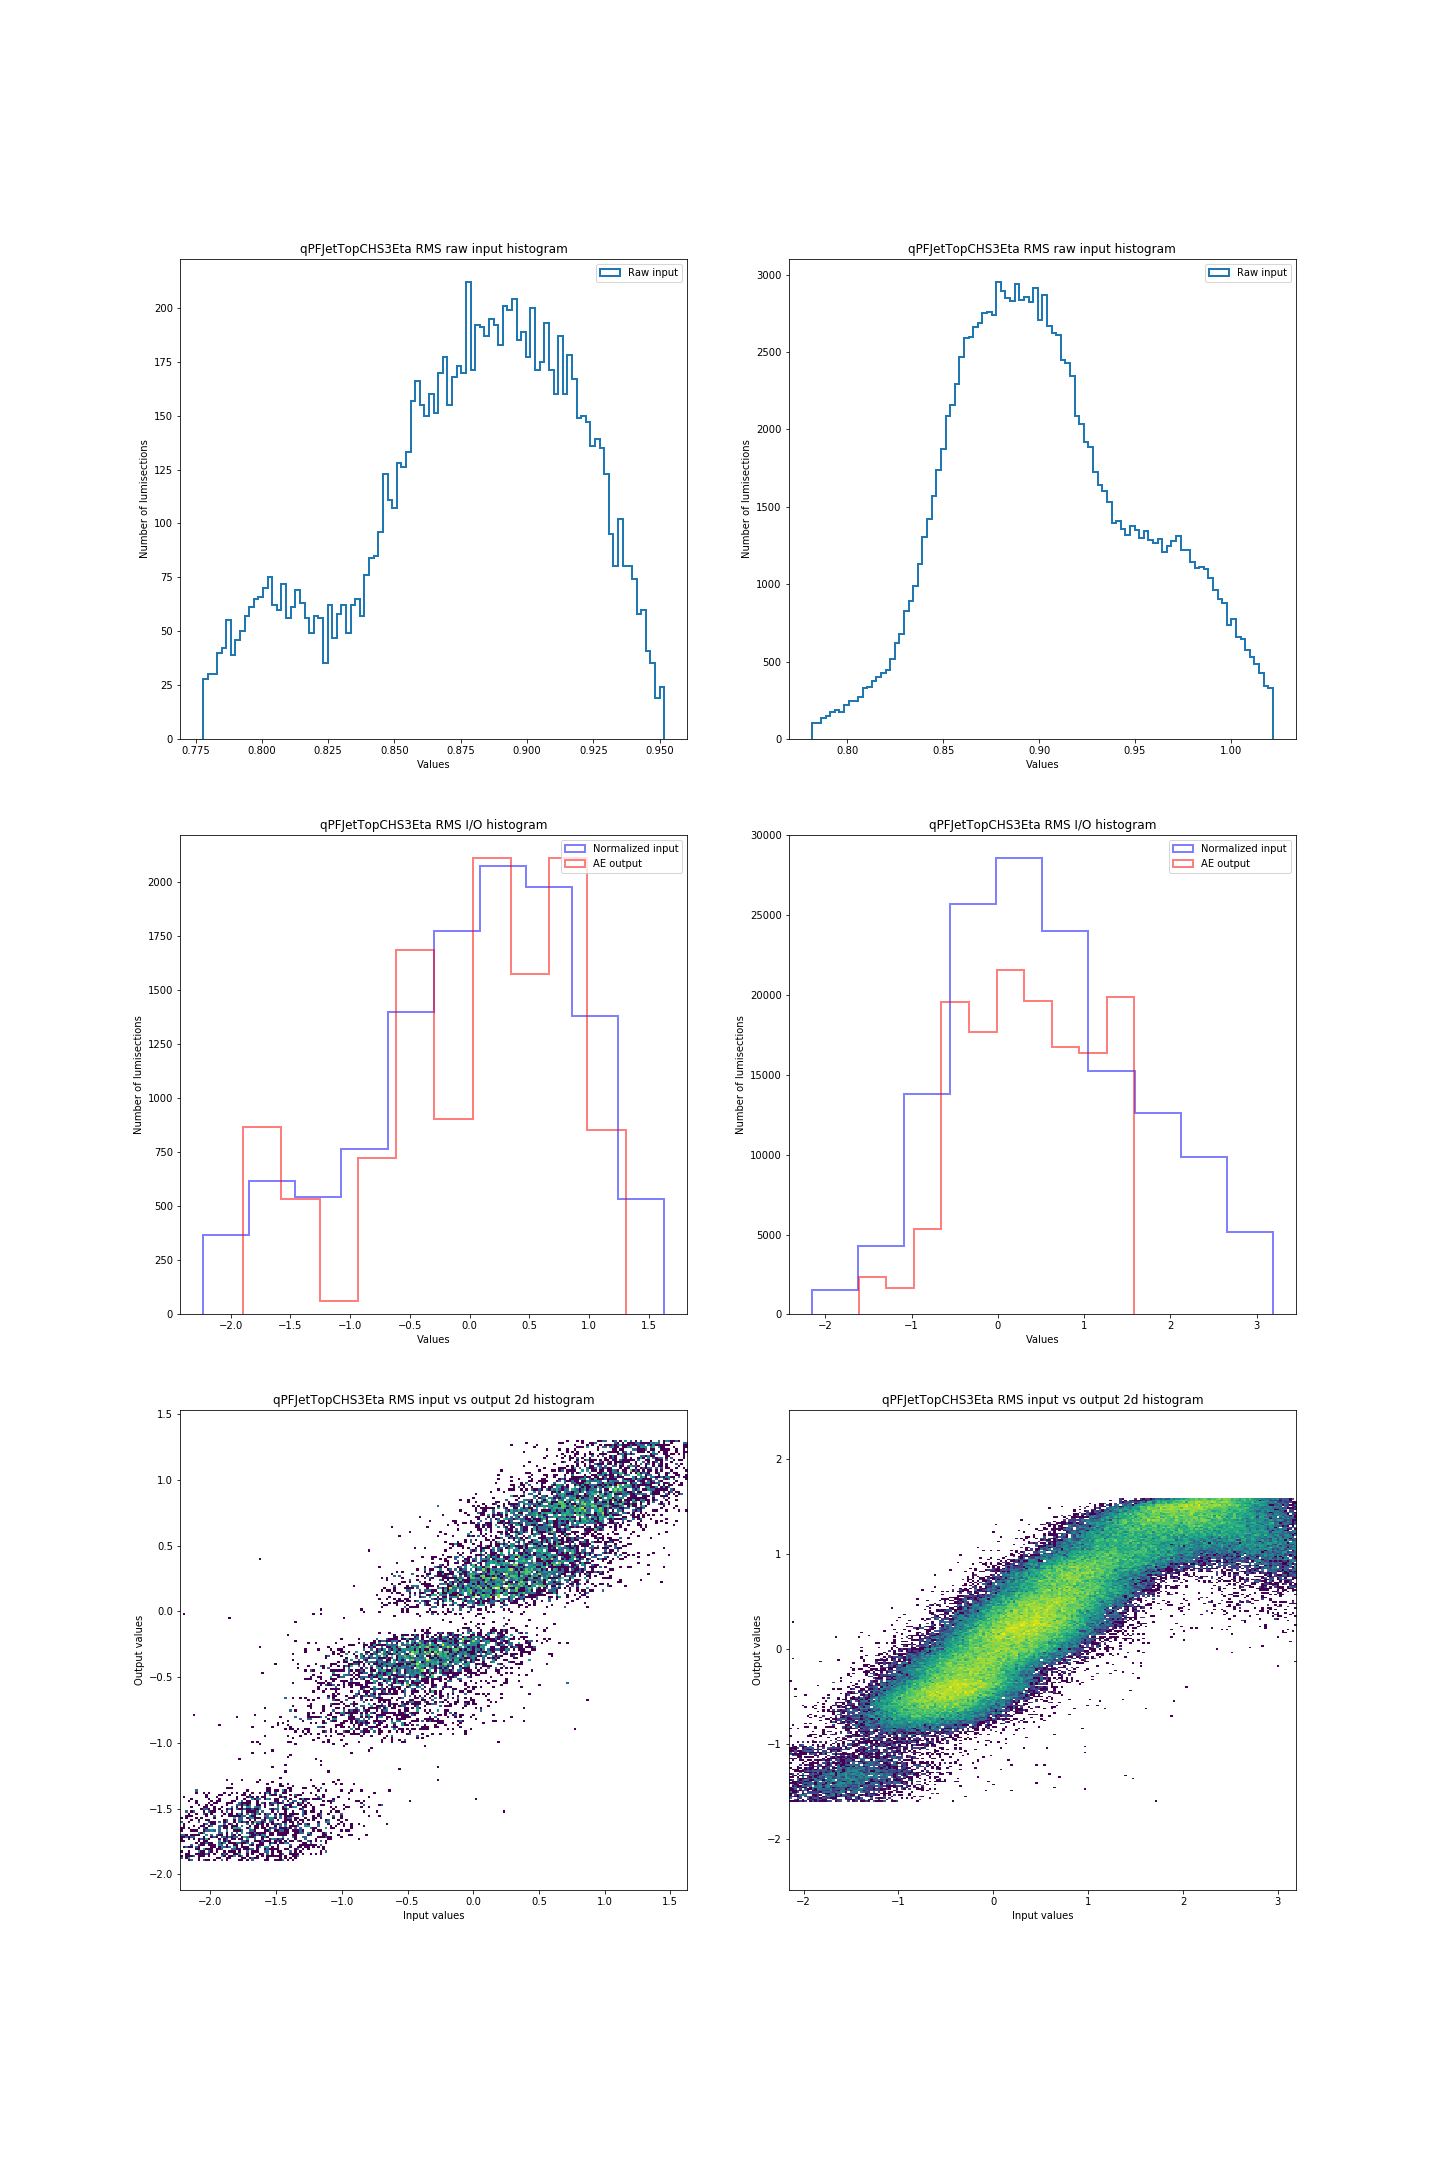 qPFJetTopCHS3Eta RMS raw input histogram
Raw input
Number of lumisections
200
175
150
125
100
75
50
25
0
0.775 0.800 0.825 0.850 0.875 0.900 0.925 0.950
Values
qPFJetTopCHS3Eta RMS raw input histogram
Raw input
Number of lumisections
3000
2500
2000
1500
1000
500
0
0.80 0.85 0.90 0.95 1.00
Values
qPFJetTopCHS3Eta RMS I/O histogram
Normalized input
AE output
Number of lumisections
2000
1750
1500
1250
1000
750
500
250
0
−2.0 −1.5 −1.0 −0.5 0.0 0.5 1.0 1.5
Values
qPFJetTopCHS3Eta RMS I/O histogram
Normalized input
AE output
Number of lumisections
30000
25000
20000
15000
10000
5000
0
−2 −1 0 1 2 3
Values
qPFJetTopCHS3Eta RMS input vs output 2d histogram
Output values
1.5
1.0
0.5
0.0
−0.5
−1.0
−1.5
−2.0
−2.0 −1.5 −1.0 −0.5 0.0 0.5 1.0 1.5
Input values
qPFJetTopCHS3Eta RMS input vs output 2d histogram
Output values
2
1
0
−1
−2
−2 −1 0 1 2 3
Input values